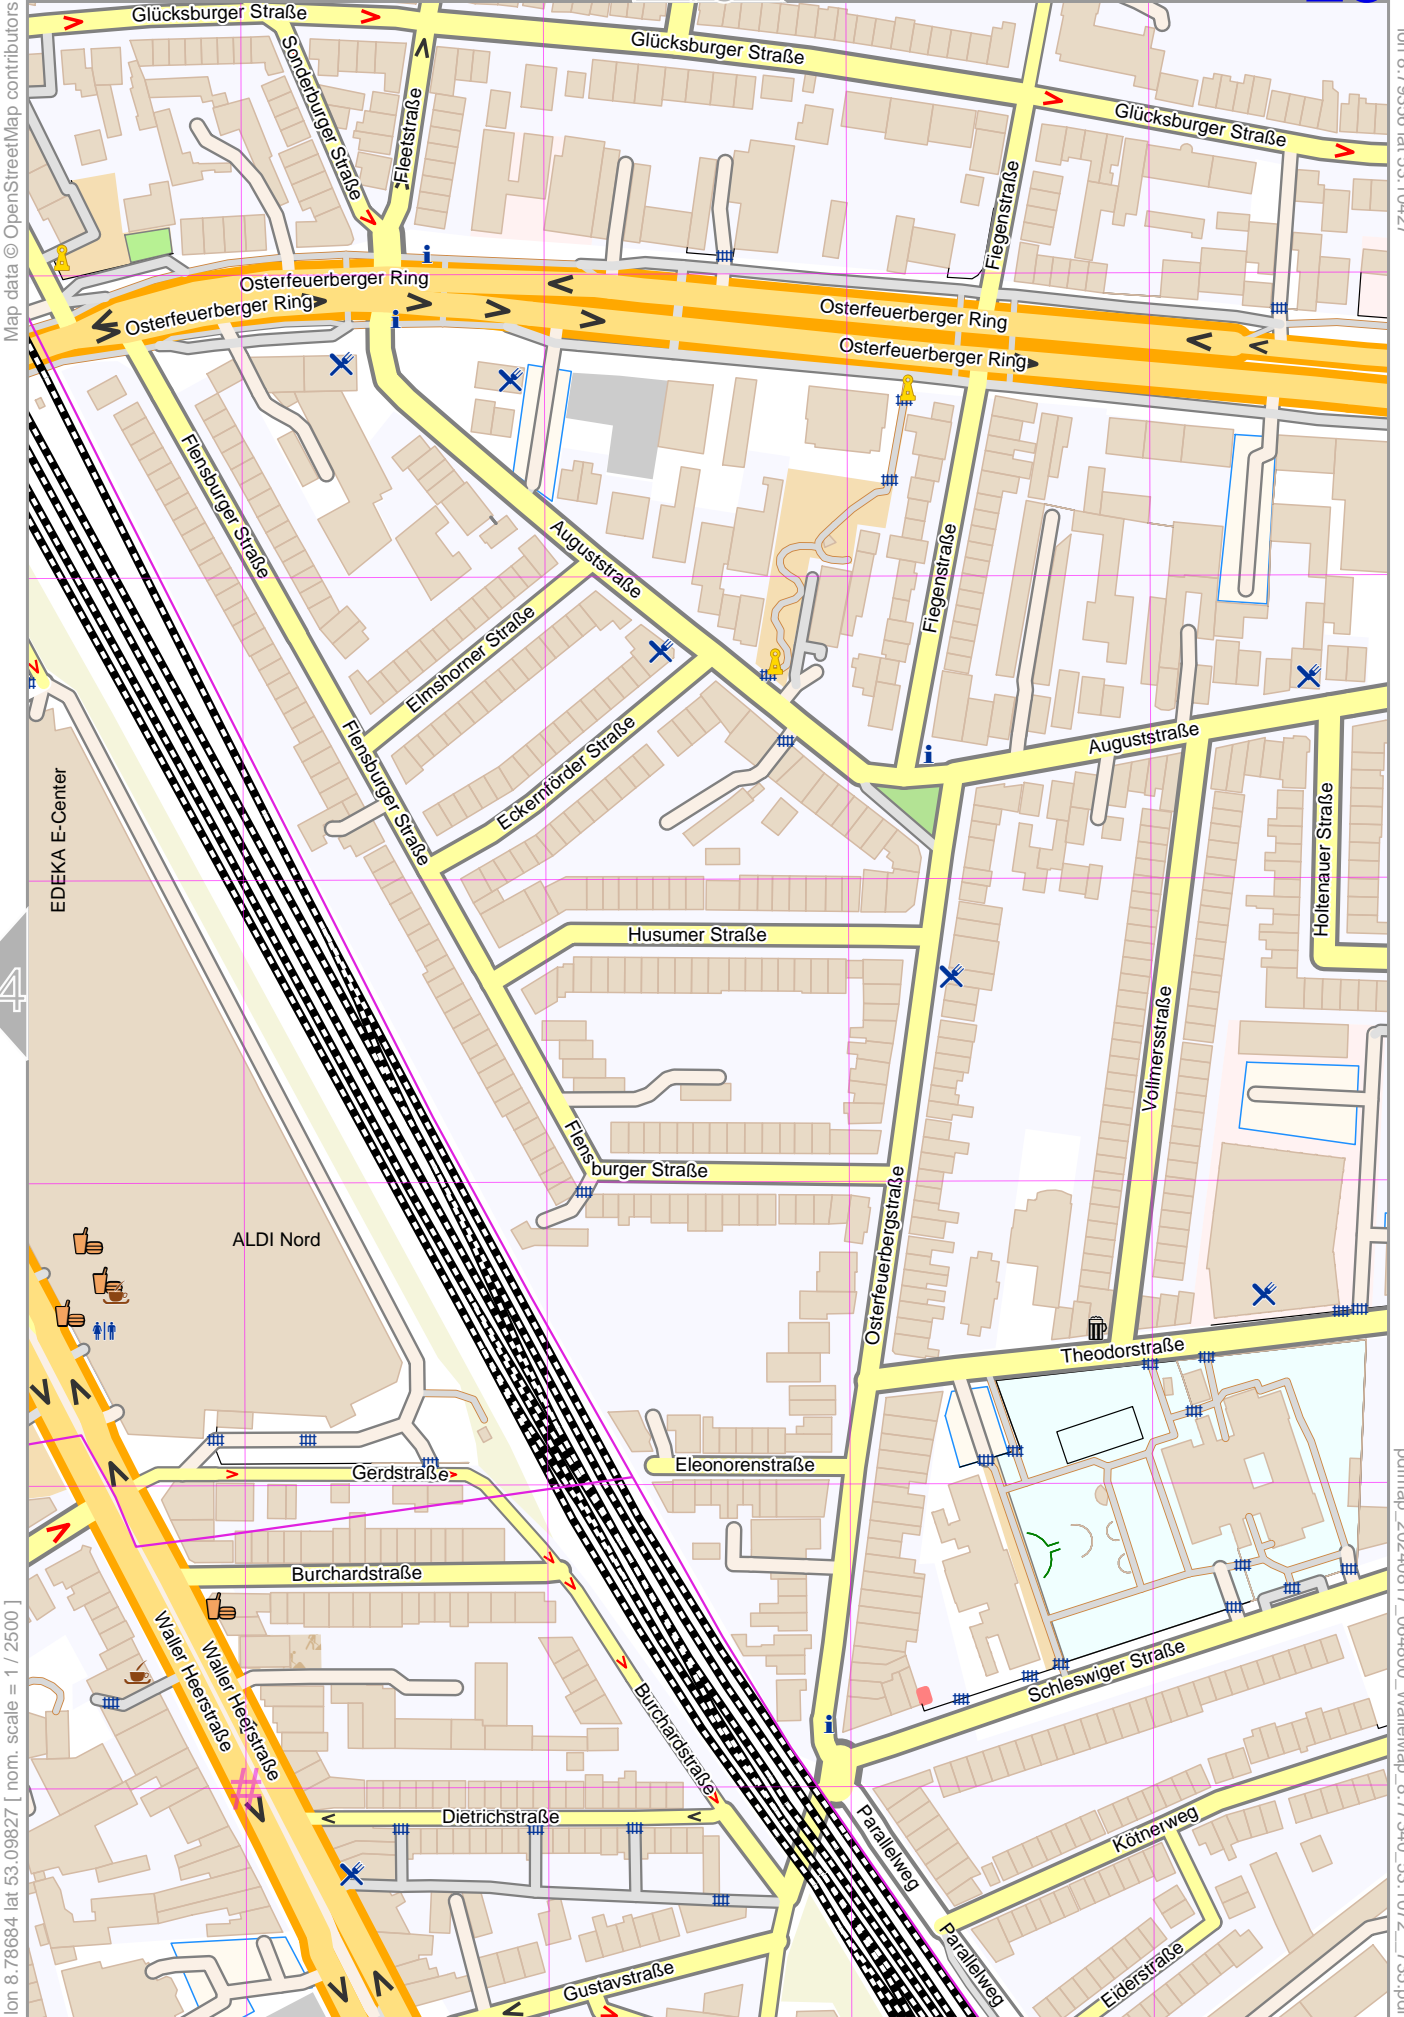 Glücksburger Straße
Glücksburger Straße
Glücksburger Straße
Sonderburger Straße
Fleetstraße
Fiegenstraße
Map data © OpenStreetMap contributors
Osterfeuerberger Ring
Osterfeuerberger Ring
Osterfeuerberger Ring
Osterfeuerberger Ring
Flensburger Straße
Auguststraße
Fiegenstraße
Elmshorner Straße
Eckernförder Straße
Flensburger Straße
Auguststraße
Holtenauer Straße
EDEKA E-Center
Husumer Straße
4
Vollmersstraße
Flensburger Straße
Osterfeuerbergstraße
ALDI Nord
Theodorstraße
Eleonorenstraße
Gerdstraße
Burchardstraße
Waller Heerstraße
Waller Heerstraße
Burchardstraße
Schleswiger Straße
Dietrichstraße
Parallelweg
Kötnerweg
Parallelweg
Eiderstraße
Gustavstraße
#
lon 8.78684 lat 53.09827 [ nom. scale = 1 / 2500 ]